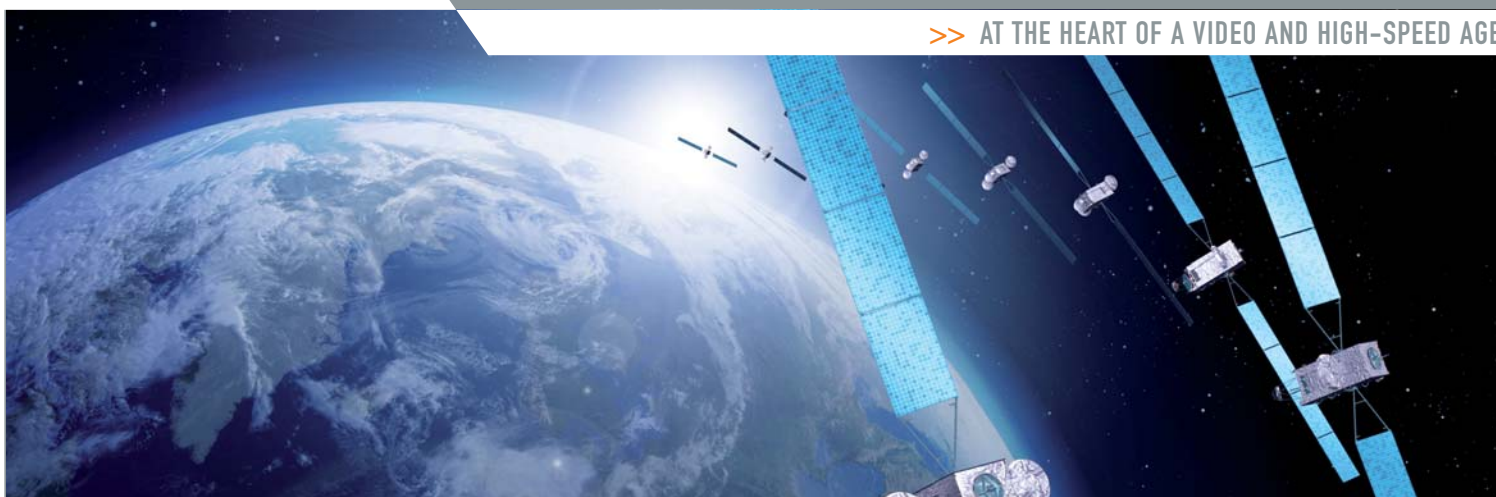 >> AT THE HEART OF A VIDEO AND HIGH-SPEED AGE